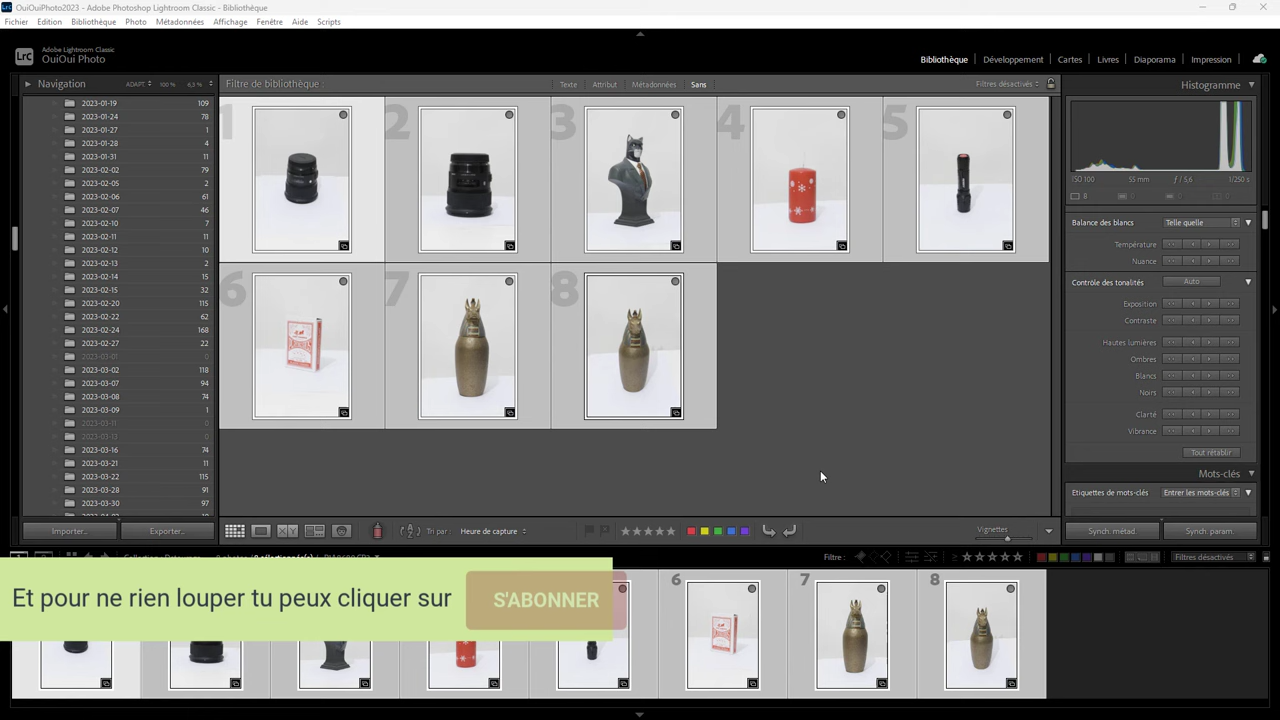 OuiOuiPhoto2023 - Adobe Photoshop Lightroom Classic - Bibliothèque
Fichier Edition Bibliothèque Photo Métadonnées Affichage Fenêtre Aide Scripts
Lrc
Adobe Lightroom Classic
OuiOui Photo
Bibliothèque Développement Cartes Livres Diaporama Impression
Navigation ADAPT 100 % 6,3 %
Filtre de bibliothèque : Texte Attribut Métadonnées Sans Filtres désactivés
Histogramme
2023-01-19 109
2023-01-24 78
2023-01-27 1
2023-01-28 4
2023-01-31 11
2023-02-02 79
2023-02-05 2
2023-02-06 61
2023-02-07 46
2023-02-10 7
2023-02-11 11
2023-02-12 10
2023-02-13 2
2023-02-14 15
2023-02-15 32
2023-02-20 115
2023-02-22 62
2023-02-24 168
2023-02-27 22
2023-03-01 0
2023-03-02 118
2023-03-07 94
2023-03-08 74
2023-03-09 1
2023-03-11 0
2023-03-13 0
2023-03-16 74
2023-03-21 11
2023-03-22 115
2023-03-28 91
2023-03-30 97
1 2 3 4 5
6 7 8
ISO 100 55 mm ƒ / 5,6 1/250 s
8
Balance des blancs Telle quelle
Température
Nuance
Contrôle des tonalités Auto
Exposition
Contraste
Hautes lumières
Ombres
Blancs
Noirs
Clarté
Vibrance
Tout rétablir
Mots-clés
Etiquettes de mots-clés Entrer les mots-clés
Importer... Exporter...
XY
Tri par : Heure de capture
Vignettes
Synch. métad. Synch. param.
Filtre : Filtres désactivés
Et pour ne rien louper tu peux cliquer sur S'ABONNER
6 7 8